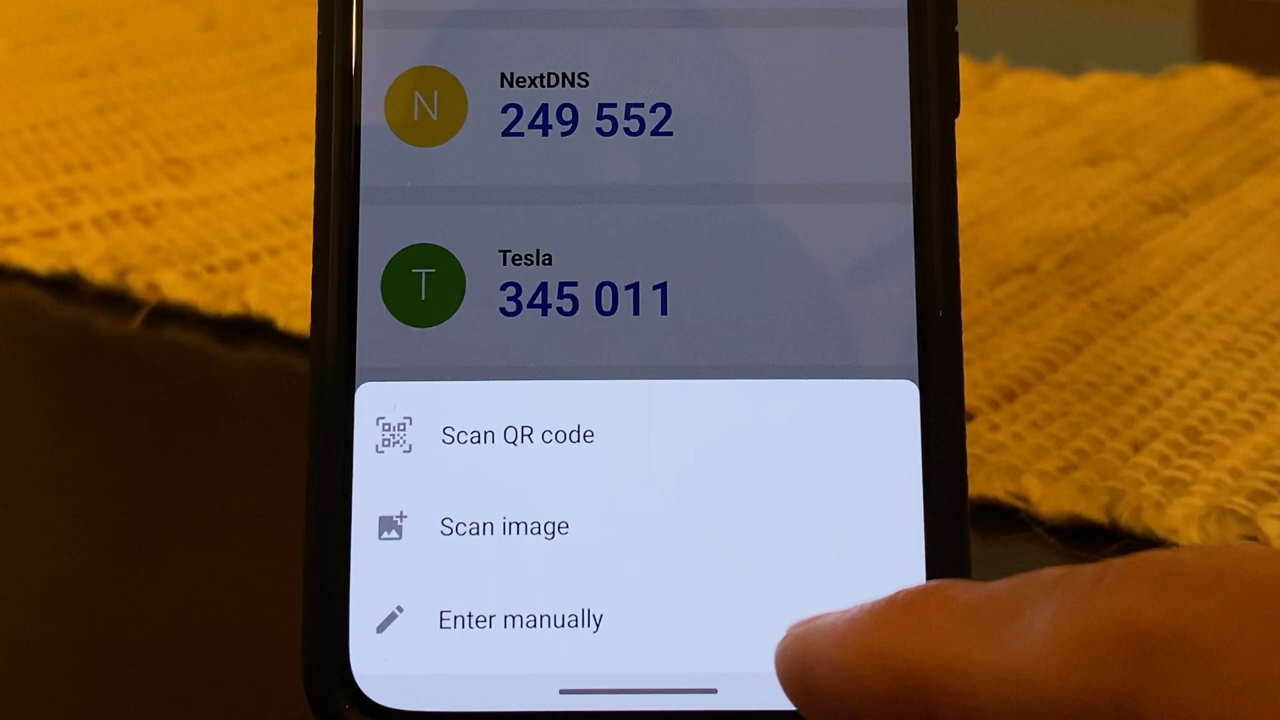 N
NextDNS
249 552
T
Tesla
345 011
Scan QR code
Scan image
Enter manually